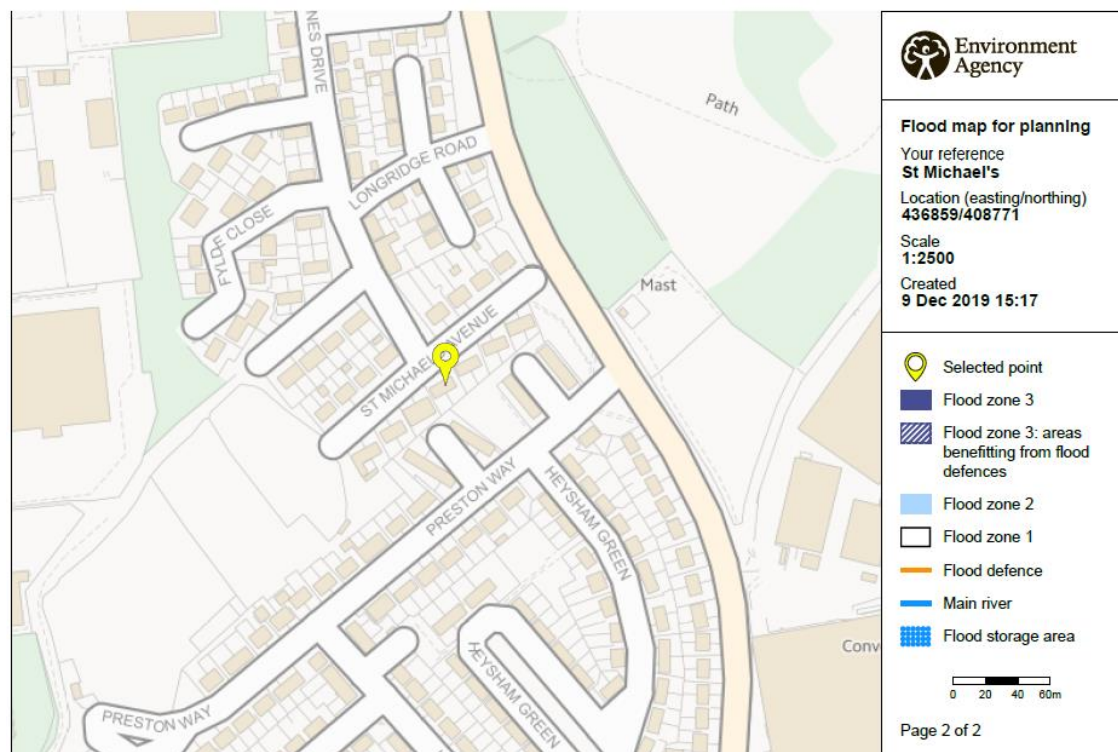 NES DRIVE
Path
LONGRIDGE ROAD
FYLDE CLOSE
Mast
ST MICHAEL'S AVENUE
PRESTON WAY
HEYSHAM GREEN
HEYSHAM GREEN
PRESTON WAY
Conv
Environment
Agency
Flood map for planning
Your reference
St Michael's
Location (easting/northing)
436859/408771
Scale
1:2500
Created
9 Dec 2019 15:17
Selected point
Flood zone 3
Flood zone 3: areas
benefitting from flood
defences
Flood zone 2
Flood zone 1
Flood defence
Main river
Flood storage area
0 20 40 60m
Page 2 of 2